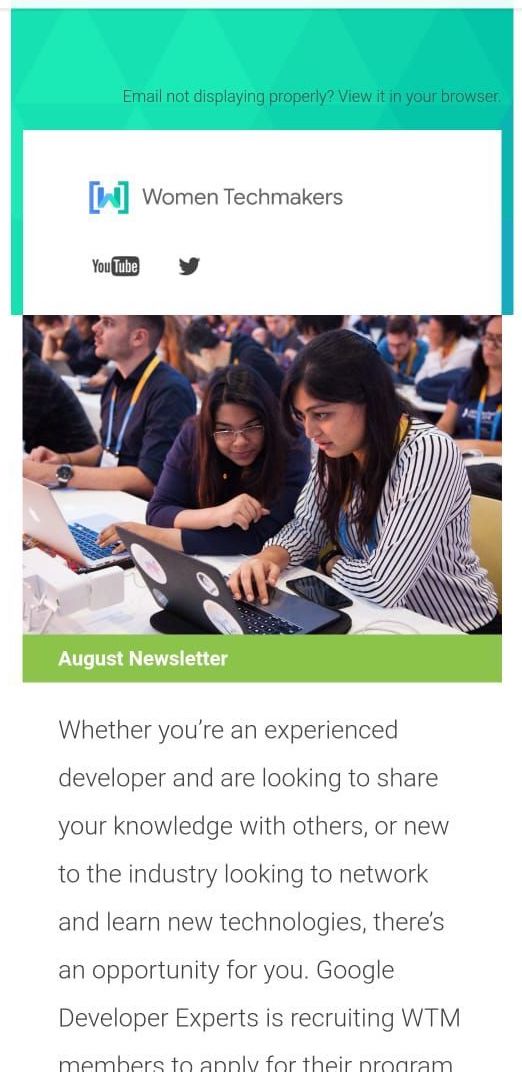 Email not displaying properly? View it in your browser.
Women Techmakers
YouTube
August Newsletter
Whether you’re an experienced
developer and are looking to share
your knowledge with others, or new
to the industry looking to network
and learn new technologies, there’s
an opportunity for you. Google
Developer Experts is recruiting WTM
members to apply for their program